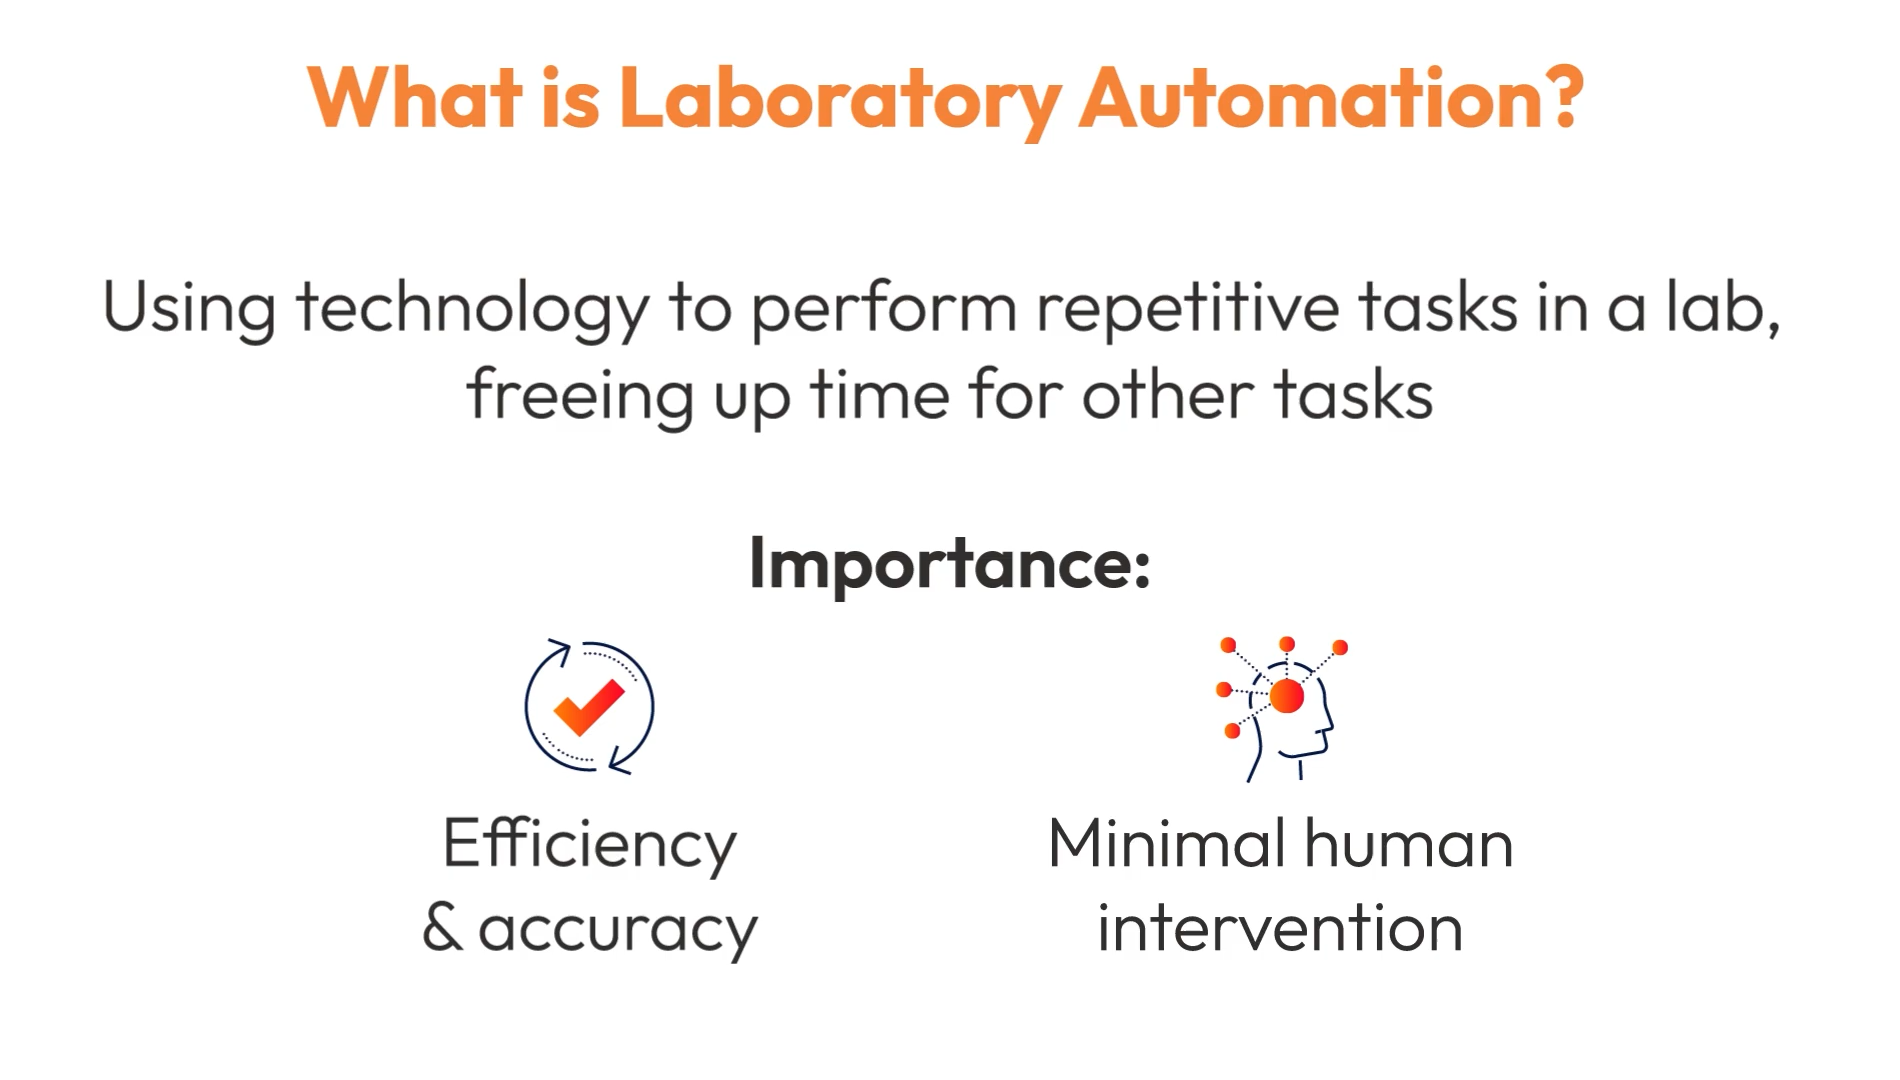 What is Laboratory Automation?
Using technology to perform repetitive tasks in a lab,
freeing up time for other tasks
Importance:
Efficiency
& accuracy
Minimal human
intervention